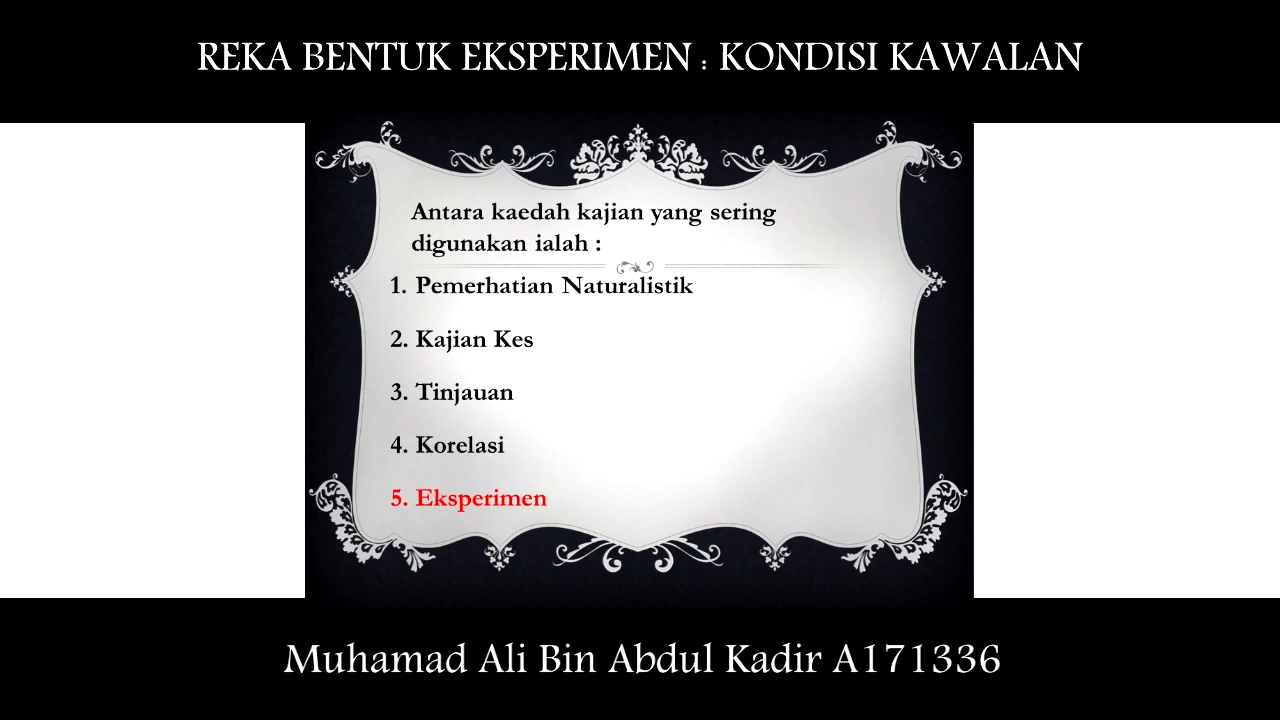 REKA BENTUK EKSPERIMEN : KONDISI KAWALAN
Antara kaedah kajian yang sering
digunakan ialah :
1. Pemerhatian Naturalistik
2. Kajian Kes
3. Tinjauan
4. Korelasi
5. Eksperimen
Muhamad Ali Bin Abdul Kadir A171336